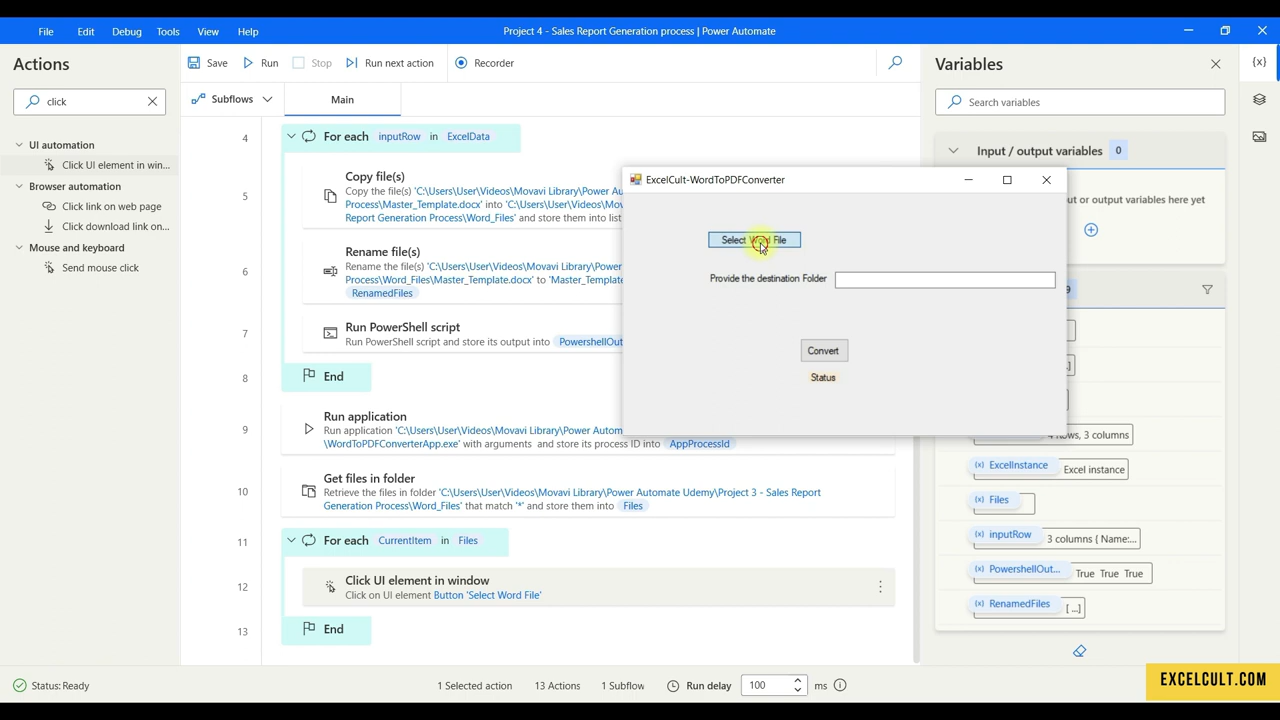 File Edit Debug Tools View Help
Project 4 - Sales Report Generation process | Power Automate
Actions
click
UI automation
Click UI element in win...
Browser automation
Click link on web page
Click download link on...
Mouse and keyboard
Send mouse click
Save Run Stop Run next action Recorder
Subflows Main
4 For each inputRow in ExcelData
5 Copy file(s)
Copy the file(s) 'C:\Users\User\Videos\Movavi Library\Power Au
Process\Master_Template.docx' into 'C:\Users\User\Videos\Mov
Report Generation Process\Word_Files' and store them into list
6 Rename file(s)
Rename the file(s) 'C:\Users\User\Videos\Movavi Library\Power
Process\Word_Files\Master_Template.docx' to 'Master_Template
RenamedFiles
7 Run PowerShell script
Run PowerShell script and store its output into PowershellOut
8 End
9 Run application
Run application 'C:\Users\User\Videos\Movavi Library\Power Autom
\WordToPDFConverterApp.exe' with arguments and store its process ID into AppProcessId
10 Get files in folder
Retrieve the files in folder 'C:\Users\User\Videos\Movavi Library\Power Automate Udemy\Project 3 - Sales Report
Generation Process\Word_Files' that match '*' and store them into Files
11 For each CurrentItem in Files
12 Click UI element in window
Click on UI element Button 'Select Word File'
13 End
ExcelCult-WordToPDFConverter
Select Word File
Provide the destination Folder
Convert
Status
Variables {x}
Search variables
Input / output variables 0
ut or output variables here yet
9
4 Rows, 3 columns
(x) ExcelInstance Excel instance
(x) Files
(x) inputRow 3 columns { Name:...
(x) PowershellOut... True True True
(x) RenamedFiles [ ...]
Status: Ready 1 Selected action 13 Actions 1 Subflow Run delay 100 ms
EXCELCULT.COM